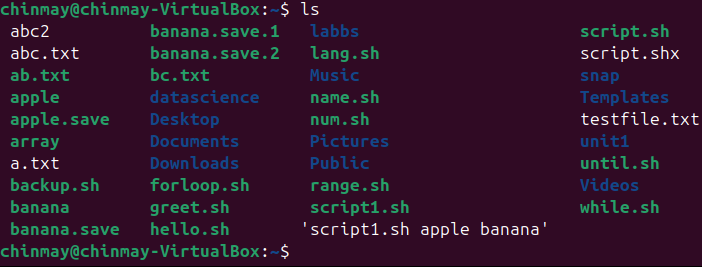 chinmay@chinmay-VirtualBox:~$ ls
abc2 banana.save.1 labbs script.sh
abc.txt banana.save.2 lang.sh script.shx
ab.txt bc.txt Music snap
apple datascience name.sh Templates
apple.save Desktop num.sh testfile.txt
array Documents Pictures unit1
a.txt Downloads Public until.sh
backup.sh forloop.sh range.sh Videos
banana greet.sh script1.sh while.sh
banana.save hello.sh 'script1.sh apple banana'
chinmay@chinmay-VirtualBox:~$